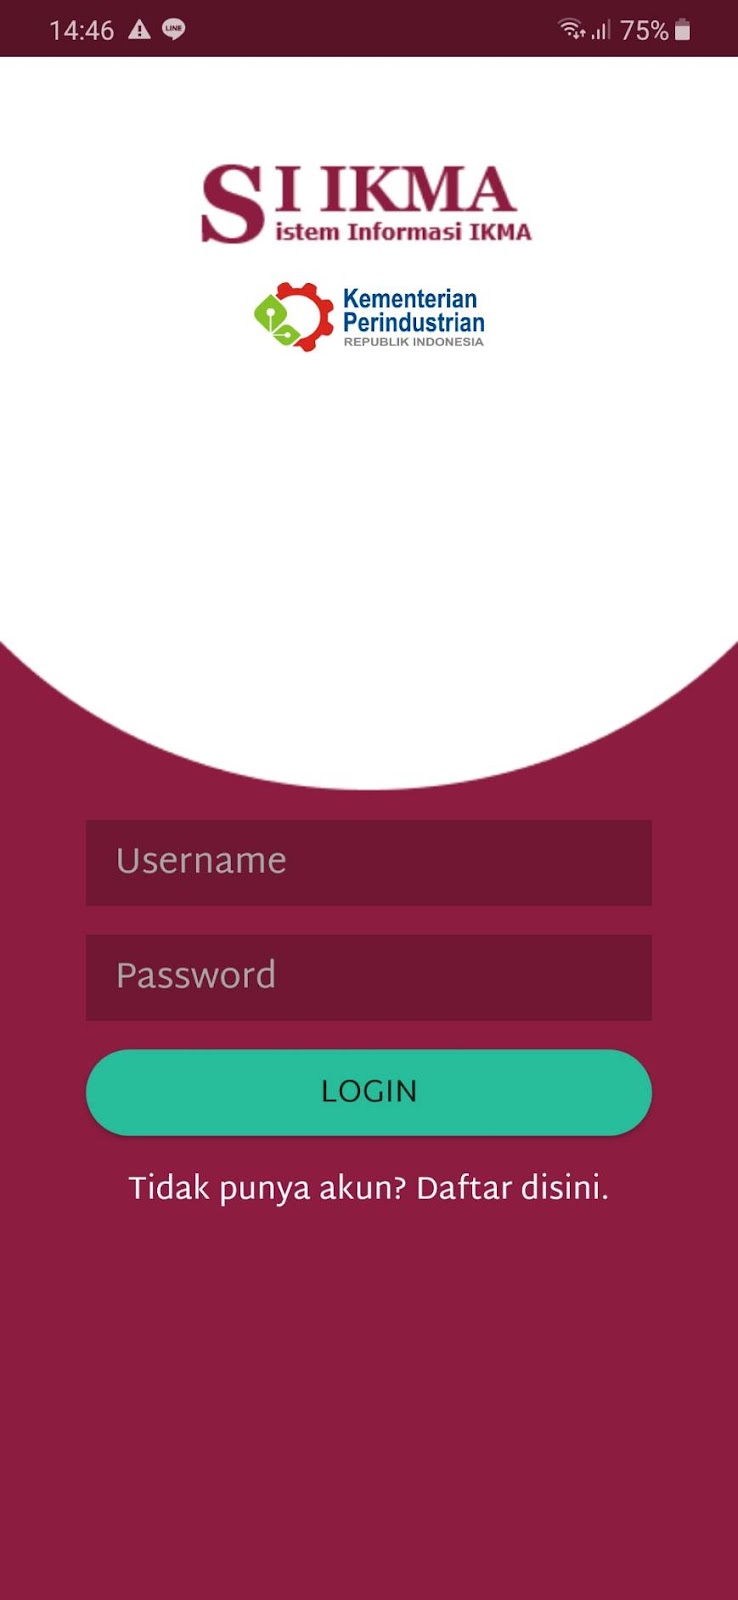 14:46 LINE 75%
SI IKMA
istem Informasi IKMA
Kementerian
Perindustrian
REPUBLIK INDONESIA
Username
Password
LOGIN
Tidak punya akun? Daftar disini.